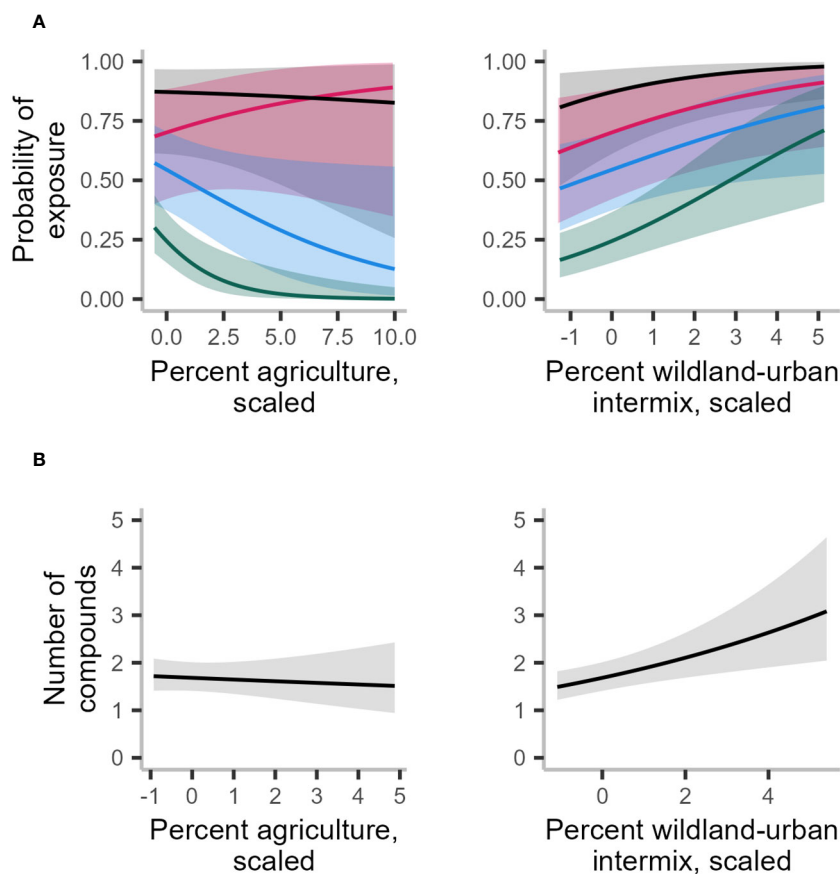 A
Probability of
exposure
1.00
0.75
0.50
0.25
0.00
0.0 2.5 5.0 7.5 10.0
Percent agriculture,
scaled
1.00
0.75
0.50
0.25
0.00
-1 0 1 2 3 4 5
Percent wildland-urban
intermix, scaled
B
Number of
compounds
5
4
3
2
1
0
-1 0 1 2 3 4 5
Percent agriculture,
scaled
5
4
3
2
1
0
0 2 4
Percent wildland-urban
intermix, scaled